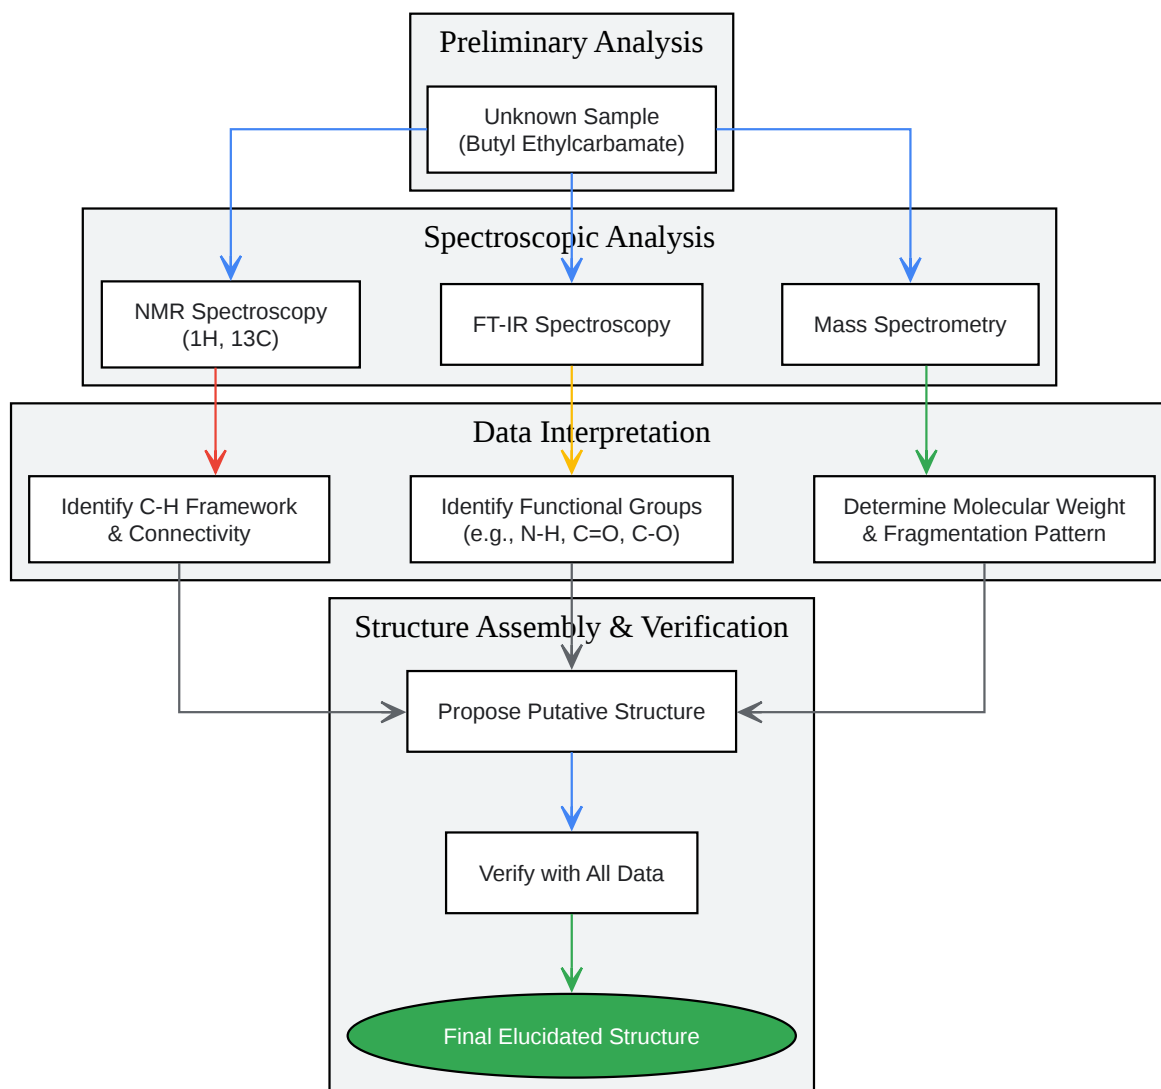 Preliminary Analysis
Unknown Sample
(Butyl Ethylcarbamate)
Spectroscopic Analysis
NMR Spectroscopy
(1H, 13C)
FT-IR Spectroscopy
Mass Spectrometry
Data Interpretation
Identify C-H Framework
& Connectivity
Identify Functional Groups
(e.g., N-H, C=O, C-O)
Determine Molecular Weight
& Fragmentation Pattern
Structure Assembly & Verification
Propose Putative Structure
Verify with All Data
Final Elucidated Structure